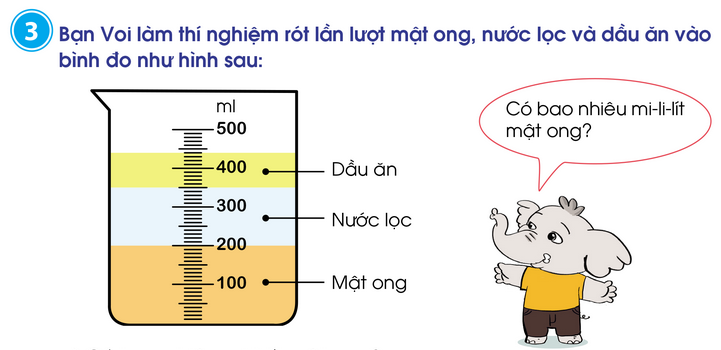 3 Bạn Voi làm thí nghiệm rót lần lượt mật ong, nước lọc và dầu ăn vào
bình đo như hình sau:
ml
500
400
300
200
100
Dầu ăn
Nước lọc
Mật ong
Có bao nhiêu mi-li-lít
mật ong?